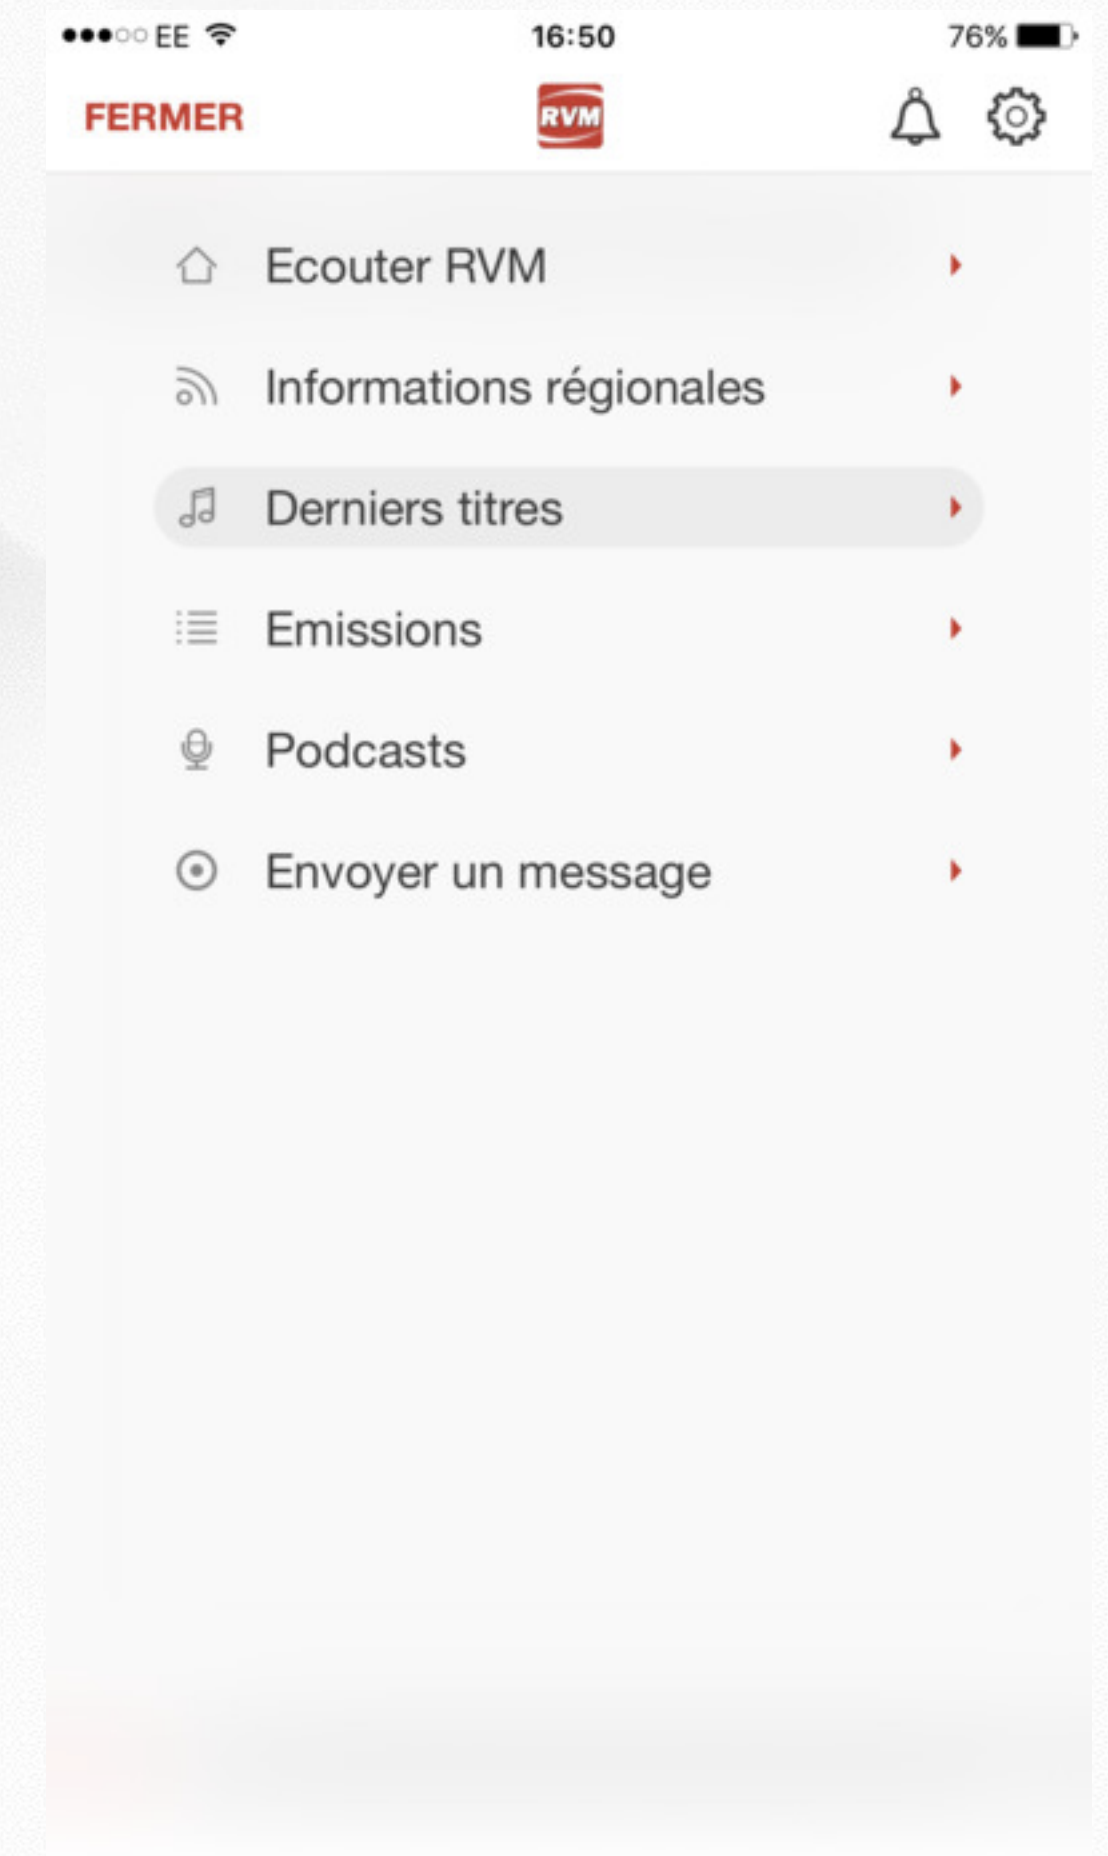 EE 16:50 76%
FERMER RVM
Ecouter RVM
Informations régionales
Derniers titres
Emissions
Podcasts
Envoyer un message